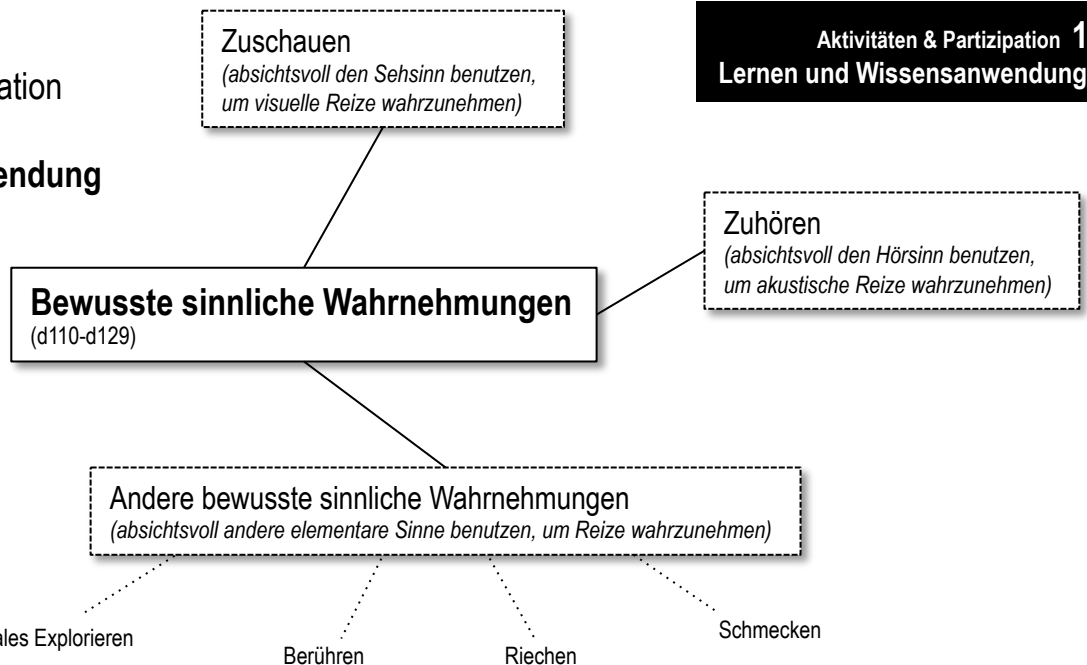 Zuschauen
(absichtsvoll den Sehsinn benutzen,
um visuelle Reize wahrzunehmen)
Aktivitäten & Partizipation 1
Lernen und Wissensanwendung
ation
endung
Zuhören
(absichtsvoll den Hörsinn benutzen,
um akustische Reize wahrzunehmen)
Bewusste sinnliche Wahrnehmungen
(d110-d129)
Andere bewusste sinnliche Wahrnehmungen
(absichtsvoll andere elementare Sinne benutzen, um Reize wahrzunehmen)
ales Explorieren
Berühren
Riechen
Schmecken